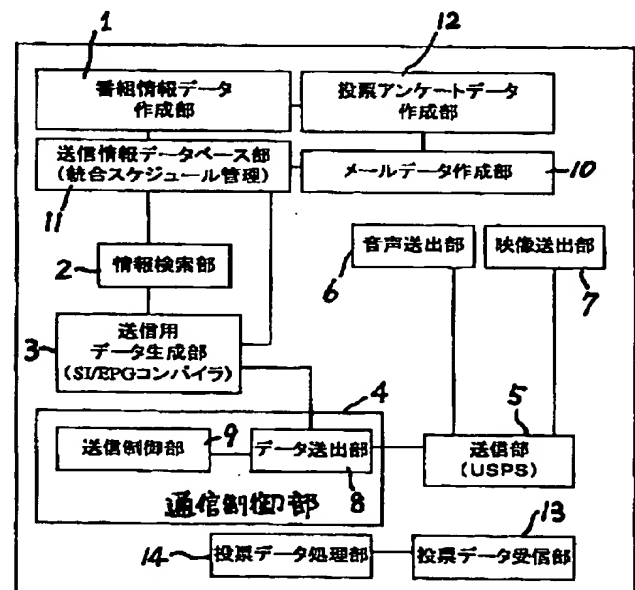 1
12
番組情報データ
作成部
投票アンケートデータ
作成部
送信情報データベース部
(統合スケジュール管理)
メールデータ作成部
10
11
音声送出部
映像送出部
2
情報検索部
6
7
3
送信用
データ生成部
(SI/EPGコンパイラ)
4
5
送信制御部
9
データ送出部
8
送信部
(USPS)
通信制御部
13
14
投票データ処理部
投票データ受信部